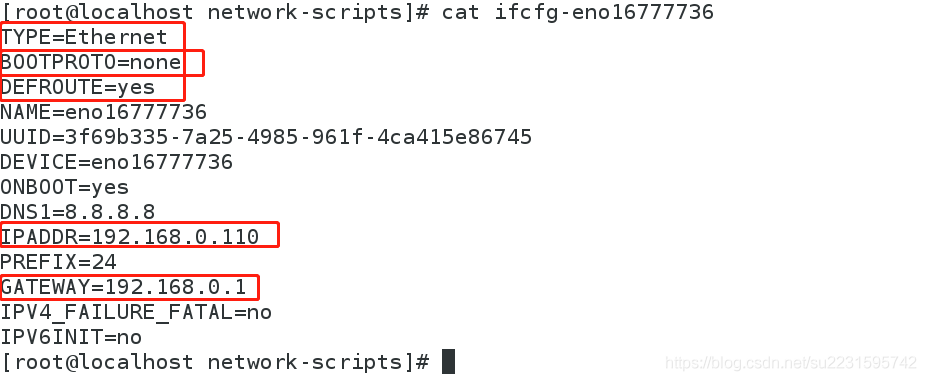 [root@localhost network-scripts]# cat ifcfg-eno16777736
TYPE=Ethernet
BOOTPROTO=none
DEFROUTE=yes
NAME=eno16777736
UUID=3f69b335-7a25-4985-961f-4ca415e86745
DEVICE=eno16777736
ONBOOT=yes
DNS1=8.8.8.8
IPADDR=192.168.0.110
PREFIX=24
GATEWAY=192.168.0.1
IPV4_FAILURE_FATAL=no
IPV6INIT=no
[root@localhost network-scripts]#
https://blog.csdn.net/su2231595742